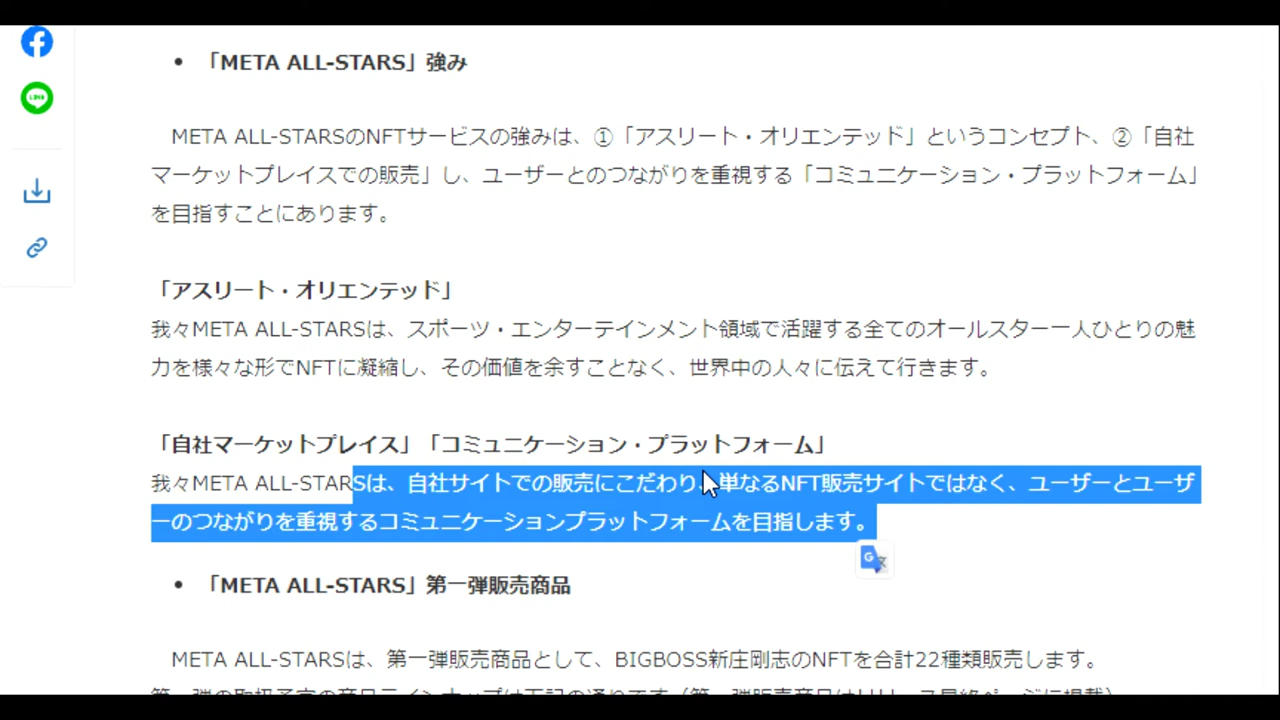 「META ALL-STARS」強み
META ALL-STARSのNFTサービスの強みは、①「アスリート・オリエンテッド」というコンセプト、②「自社
マーケットプレイスでの販売」し、ユーザーとのつながりを重視する「コミュニケーション・プラットフォーム」
を目指すことにあります。
「アスリート・オリエンテッド」
我々META ALL-STARSは、スポーツ・エンターテインメント領域で活躍する全てのオールスター一人ひとりの魅
力を様々な形でNFTに凝縮し、その価値を余すことなく、世界中の人々に伝えて行きます。
「自社マーケットプレイス」「コミュニケーション・プラットフォーム」
我々META ALL-STARSは、自社サイトでの販売にこだわり、単なるNFT販売サイトではなく、ユーザーとユーザ
ーのつながりを重視するコミュニケーションプラットフォームを目指します。
「META ALL-STARS」第一弾販売商品
META ALL-STARSは、第一弾販売商品として、BIGBOSS新庄剛志のNFTを合計22種類販売します。